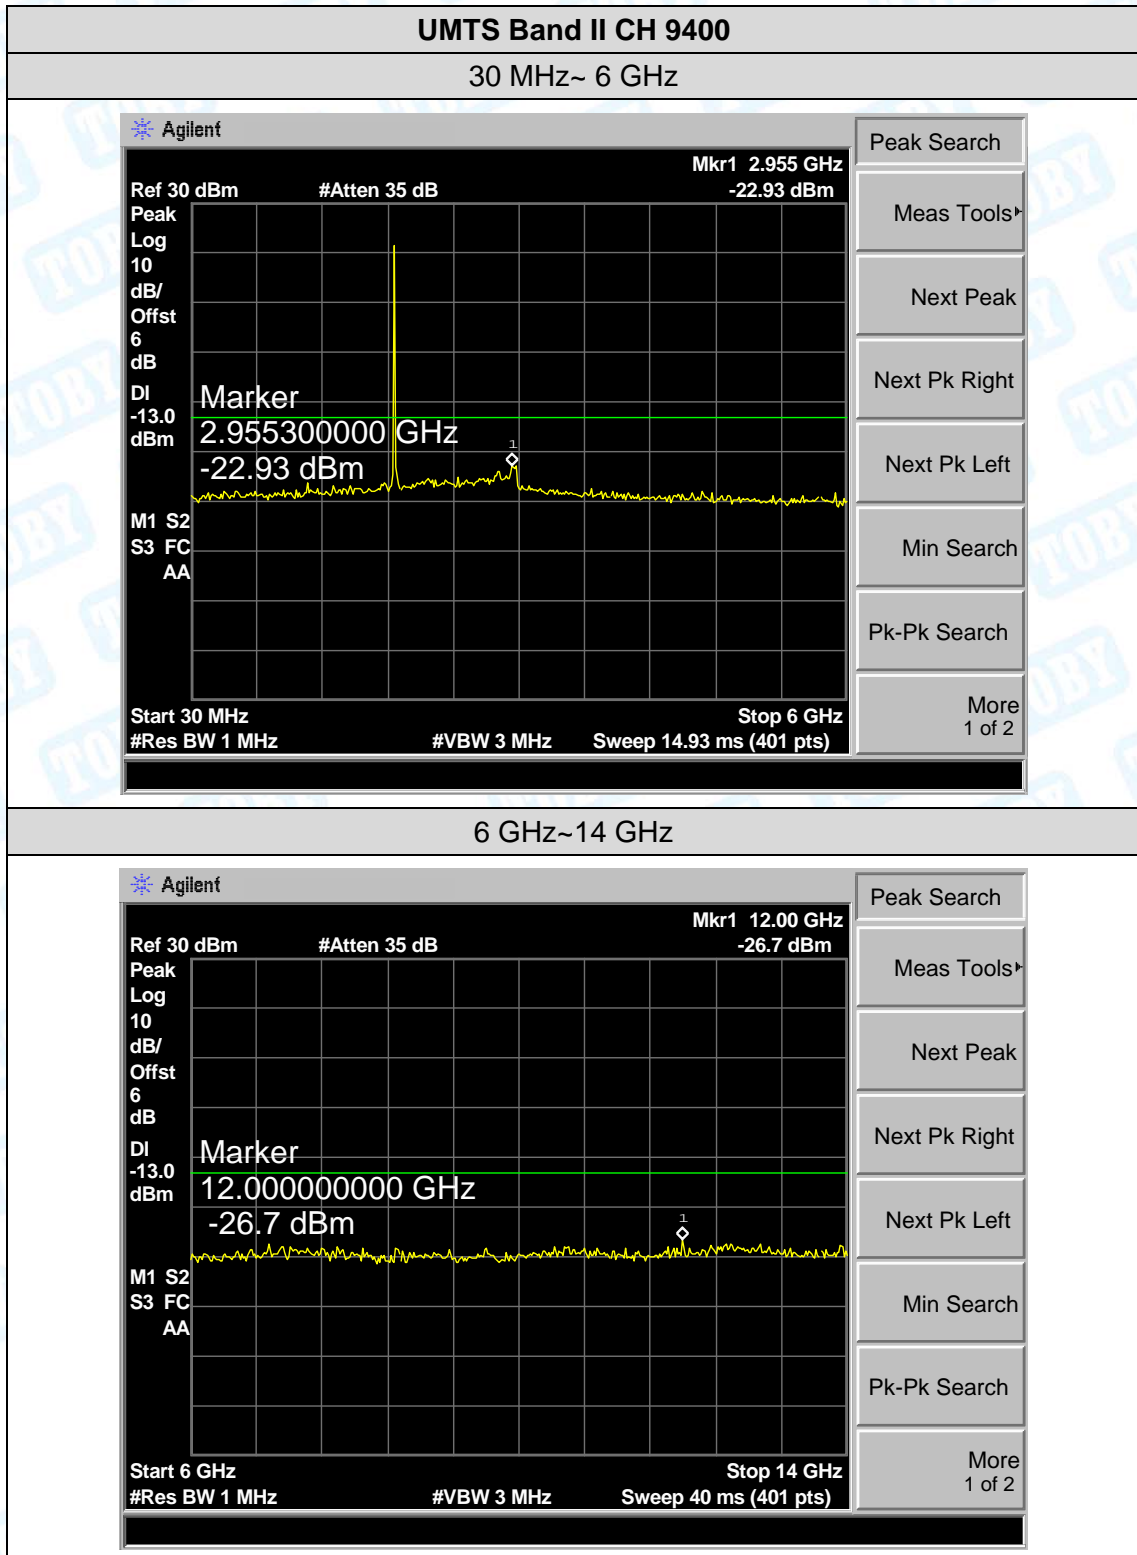 UMTS Band II CH 9400
30 MHz~ 6 GHz
Agilent
Peak Search
Mkr1 2.955 GHz
Ref 30 dBm #Atten 35 dB -22.93 dBm
Peak
Log
10
dB/
Offst
6
dB
DI
-13.0
dBm
Marker
2.955300000 GHz
-22.93 dBm
1
M1 S2
S3 FC
AA
Start 30 MHz Stop 6 GHz
#Res BW 1 MHz #VBW 3 MHz Sweep 14.93 ms (401 pts)
Meas Tools
Next Peak
Next Pk Right
Next Pk Left
Min Search
Pk-Pk Search
More
1 of 2
6 GHz~14 GHz
Agilent
Peak Search
Mkr1 12.00 GHz
Ref 30 dBm #Atten 35 dB -26.7 dBm
Peak
Log
10
dB/
Offst
6
dB
DI
-13.0
dBm
Marker
12.000000000 GHz
-26.7 dBm
1
M1 S2
S3 FC
AA
Start 6 GHz Stop 14 GHz
#Res BW 1 MHz #VBW 3 MHz Sweep 40 ms (401 pts)
Meas Tools
Next Peak
Next Pk Right
Next Pk Left
Min Search
Pk-Pk Search
More
1 of 2
TOBY